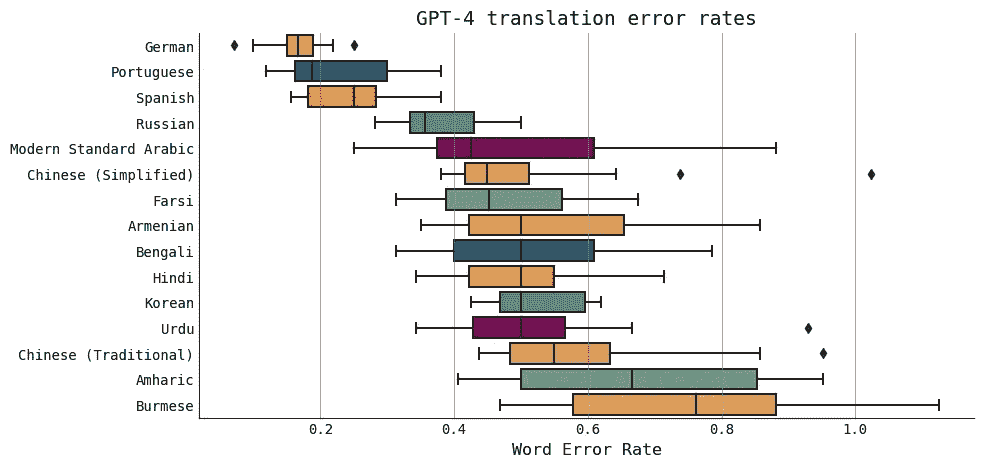 GPT-4 translation error rates
German
Portuguese
Spanish
Russian
Modern Standard Arabic
Chinese (Simplified)
Farsi
Armenian
Bengali
Hindi
Korean
Urdu
Chinese (Traditional)
Amharic
Burmese
0.2 0.4 0.6 0.8 1.0
Word Error Rate